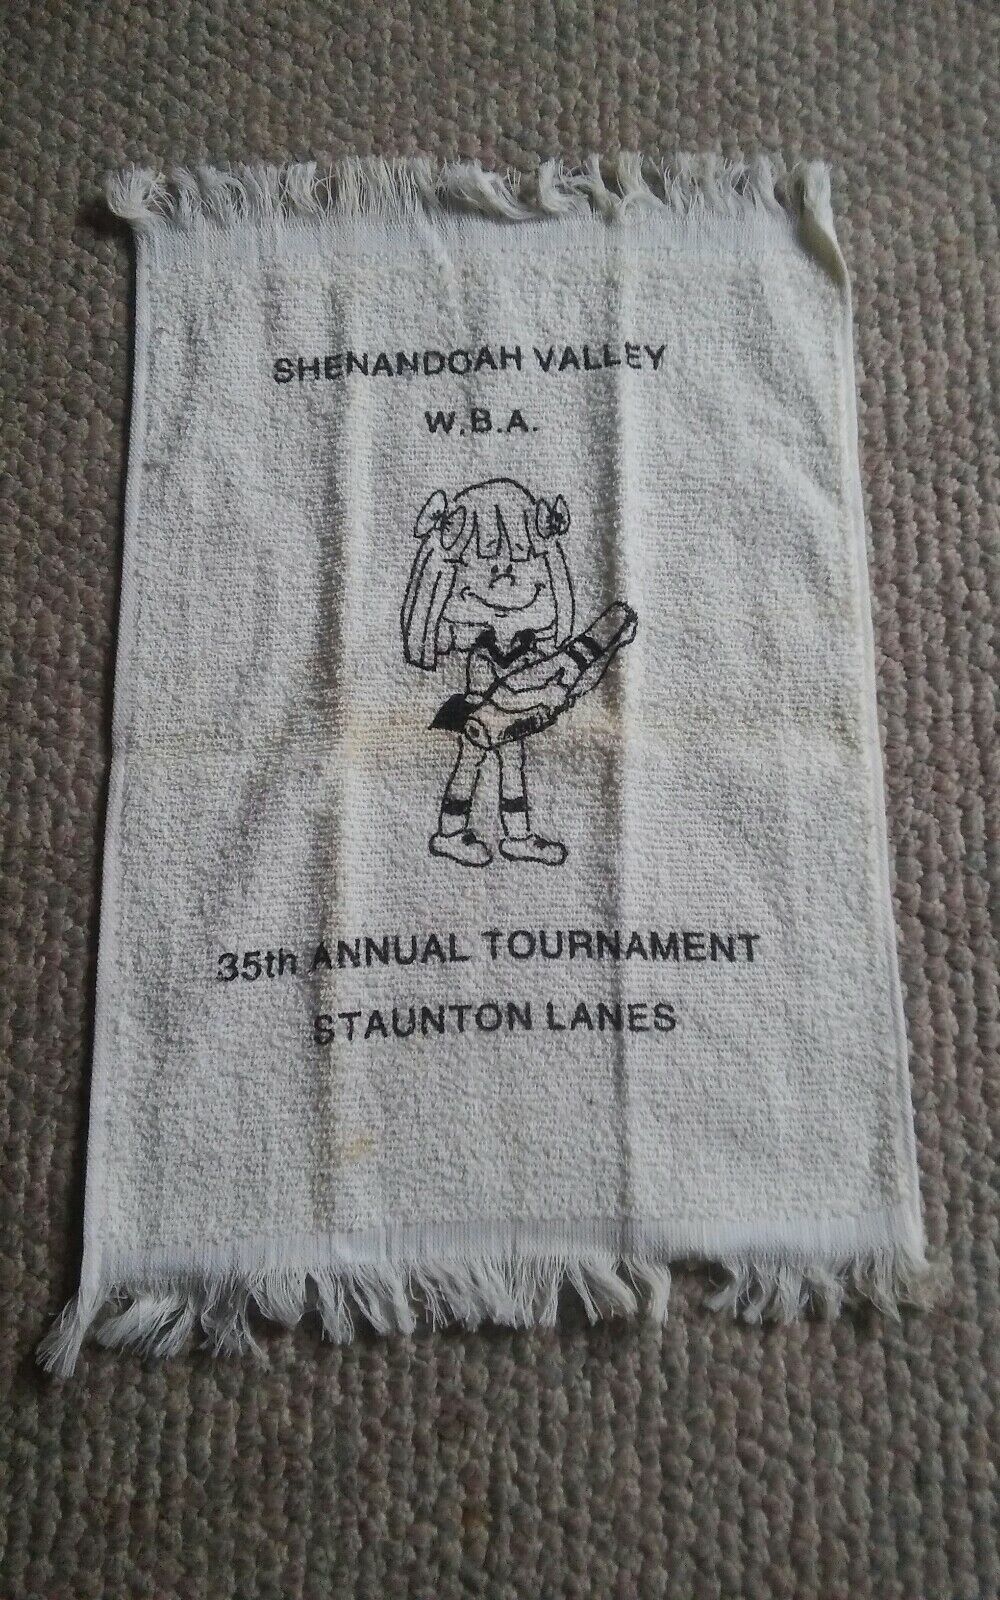 SHENANDOAH VALLEY
W.B.A.
35th ANNUAL TOURNAMENT
STAUNTON LANES